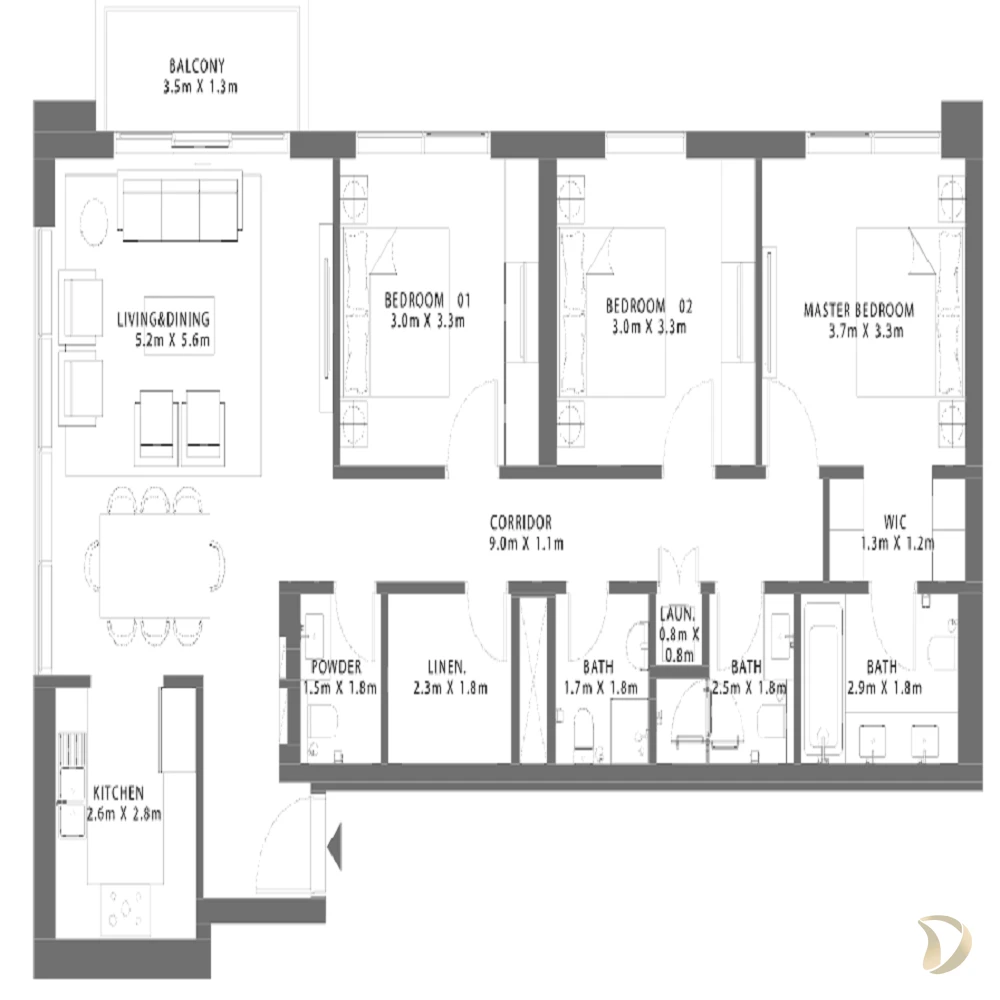 BALCONY
3.5m X 1.3m
BEDROOM 01
3.0m X 3.3m
BEDROOM 02
3.0m X 3.3m
MASTER BEDROOM
3.7m X 3.3m
LIVING&DINING
5.2m X 5.6m
CORRIDOR
9.0m X 1.1m
WIC
1.3m X 1.2m
LAUN.
0.8m X
0.8m
POWDER
1.5m X 1.8m
LINEN.
2.3m X 1.8m
BATH
1.7m X 1.8m
BATH
2.5m X 1.8m
BATH
2.9m X 1.8m
KITCHEN
2.6m X 2.8m